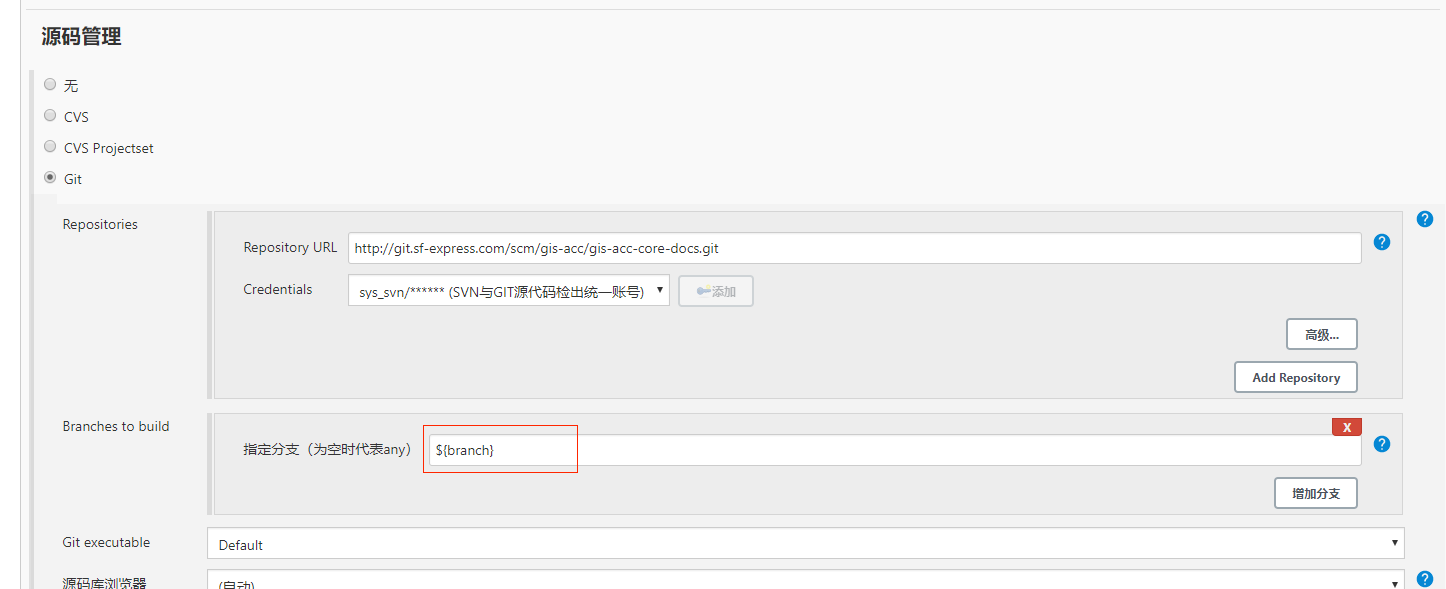 源码管理
无
CVS
CVS Projectset
Git
Repositories
Repository URL http://git.sf-express.com/scm/gis-acc/gis-acc-core-docs.git
Credentials sys_svn/****** (SVN与GIT源代码检出统一账号) 添加
高级...
Add Repository
Branches to build
X
指定分支（为空时代表any） ${branch}
增加分支
Git executable Default
源码库浏览器 (自动)